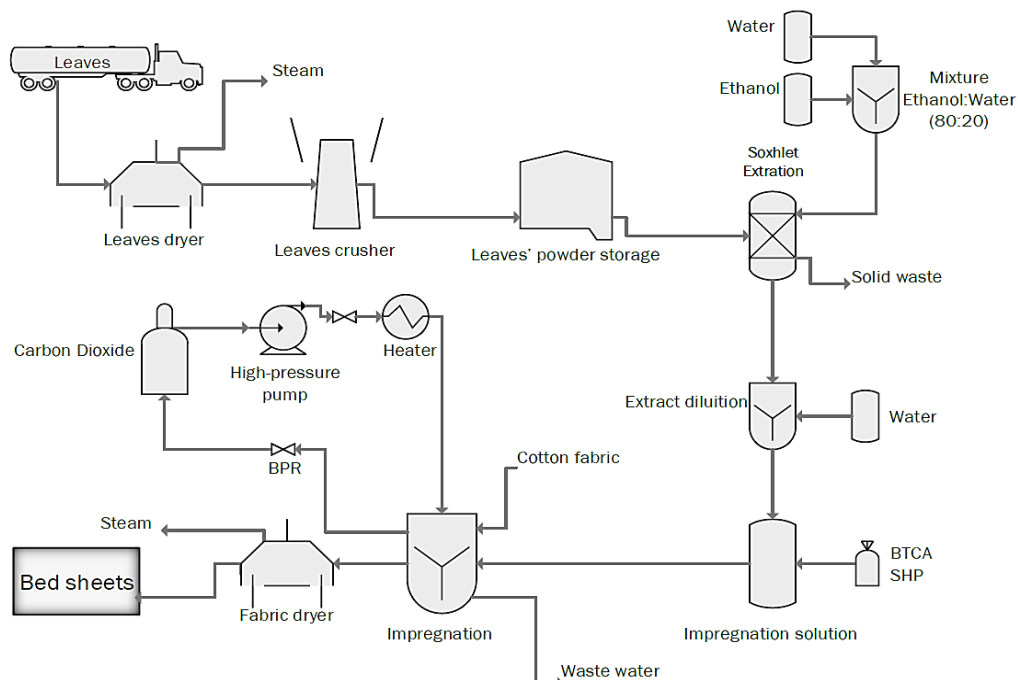 Water
Leaves
Steam
Ethanol
Mixture
Ethanol:Water
(80:20)
Soxhlet
Extration
Leaves dryer
Leaves crusher
Leaves' powder storage
Solid waste
Carbon Dioxide
Heater
High-pressure
pump
Extract diluition
Water
BPR
Cotton fabric
Steam
BTCA
SHP
Bed sheets
Fabric dryer
Impregnation
Impregnation solution
Waste water